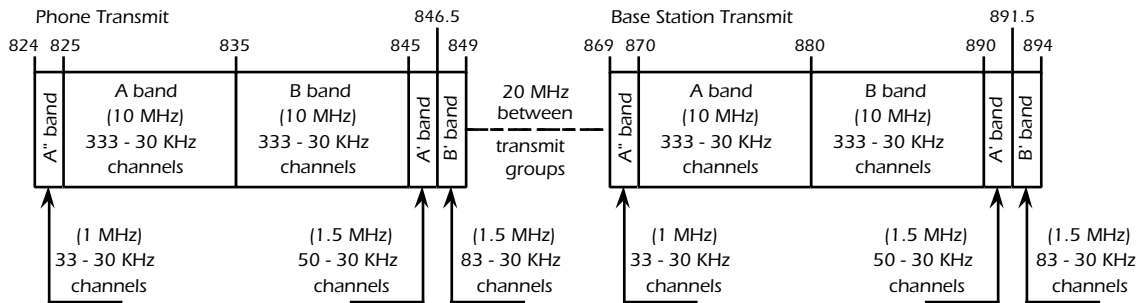 Phone Transmit
846.5
Base Station Transmit
891.5
824 825 835 845 849 869 870 880 890 894
A" band
A band
(10 MHz)
333 - 30 KHz
channels
B band
(10 MHz)
333 - 30 KHz
channels
A' band
B' band
20 MHz
between
transmit
groups
A" band
A band
(10 MHz)
333 - 30 KHz
channels
B band
(10 MHz)
333 - 30 KHz
channels
A' band
B' band
(1 MHz)
33 - 30 KHz
channels
(1.5 MHz)
50 - 30 KHz
channels
(1.5 MHz)
83 - 30 KHz
channels
(1 MHz)
33 - 30 KHz
channels
(1.5 MHz)
50 - 30 KHz
channels
(1.5 MHz)
83 - 30 KHz
channels